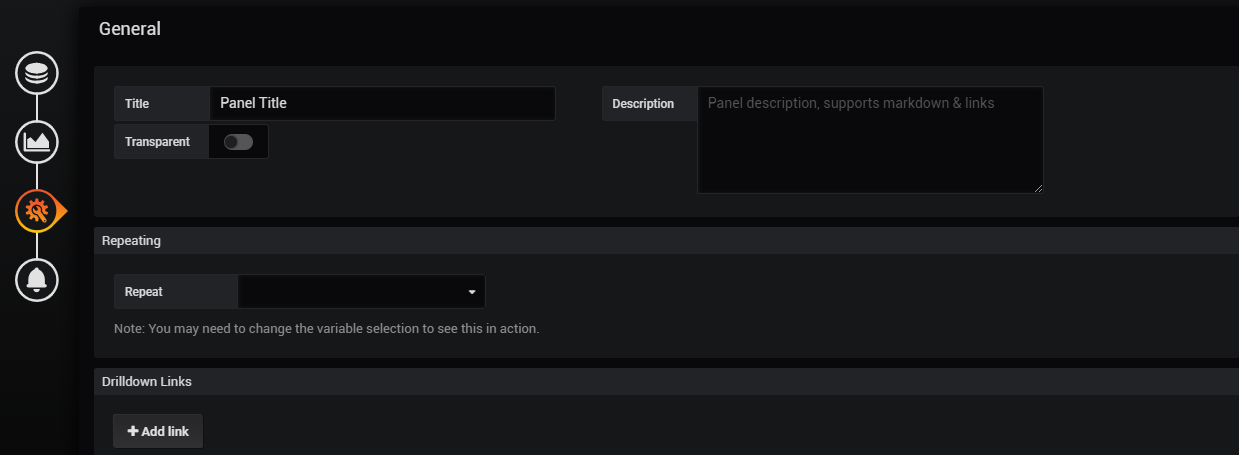 General
Title
Panel Title
Description
Panel description, supports markdown & links
Transparent
Repeating
Repeat
Note: You may need to change the variable selection to see this in action.
Drilldown Links
+ Add link